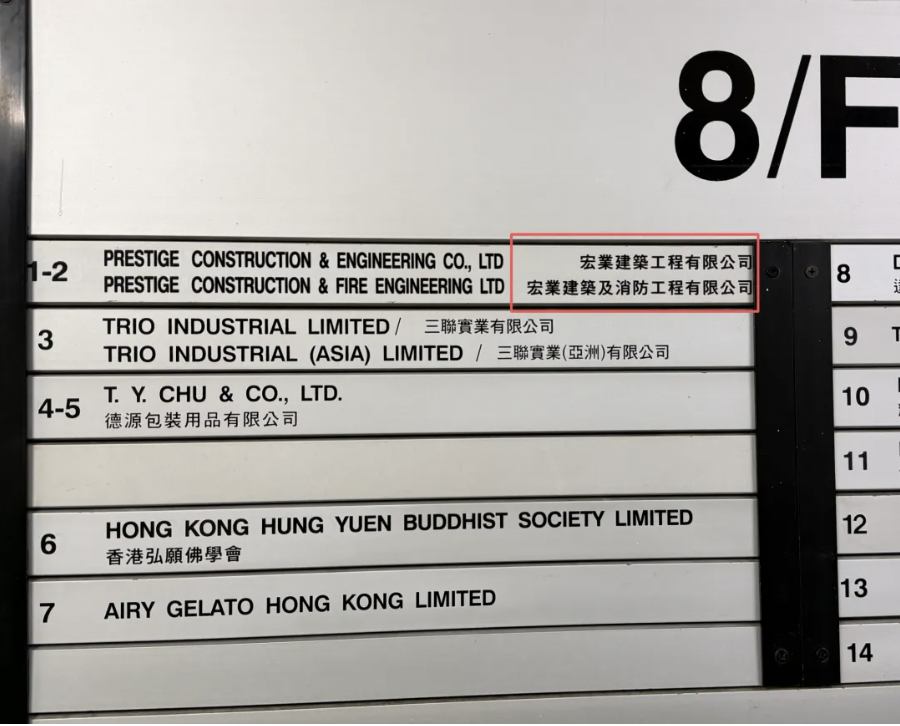 8/F
1-2 PRESTIGE CONSTRUCTION & ENGINEERING CO., LTD 宏業建築工程有限公司
PRESTIGE CONSTRUCTION & FIRE ENGINEERING LTD 宏業建築及消防工程有限公司
3 TRIO INDUSTRIAL LIMITED / 三聯實業有限公司
TRIO INDUSTRIAL (ASIA) LIMITED / 三聯實業(亞洲)有限公司
4-5 T. Y. CHU & CO., LTD.
德源包裝用品有限公司
6 HONG KONG HUNG YUEN BUDDHIST SOCIETY LIMITED
香港弘願佛學會
7 AIRY GELATO HONG KONG LIMITED
8
9
10
11
12
13
14